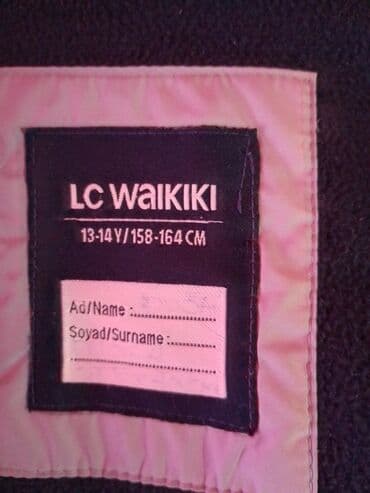 LC WAIKIKI
13-14 Y/158-164 CM
Ad/Name :....................
Soyad/Surname :...........
..................................